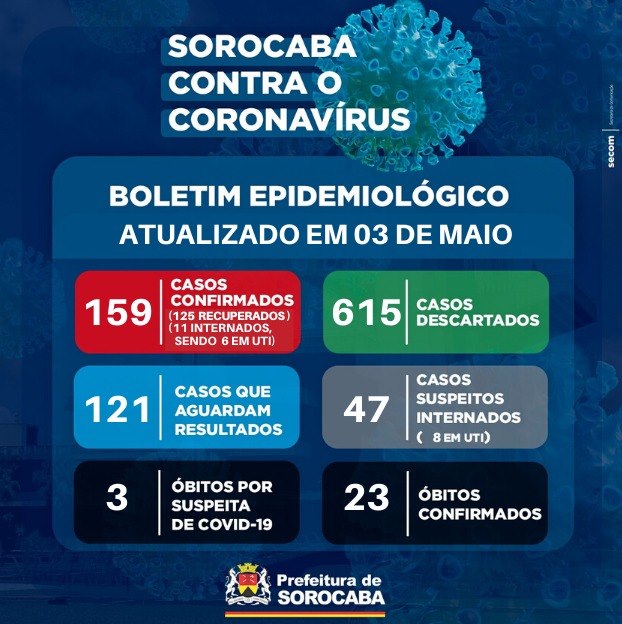 SOROCABA
CONTRA O
CORONAVÍRUS
secom
BOLETIM EPIDEMIOLÓGICO
ATUALIZADO EM 03 DE MAIO
159
CASOS
CONFIRMADOS
(125 RECUPERADOS)
(11 INTERNADOS,
SENDO 6 EM UTI)
615
CASOS
DESCARTADOS
121
CASOS QUE
AGUARDAM
RESULTADOS
47
CASOS
SUSPEITOS
INTERNADOS
( 8 EM UTI)
3
ÓBITOS POR
SUSPEITA
DE COVID-19
23
ÓBITOS
CONFIRMADOS
Prefeitura de
SOROCABA